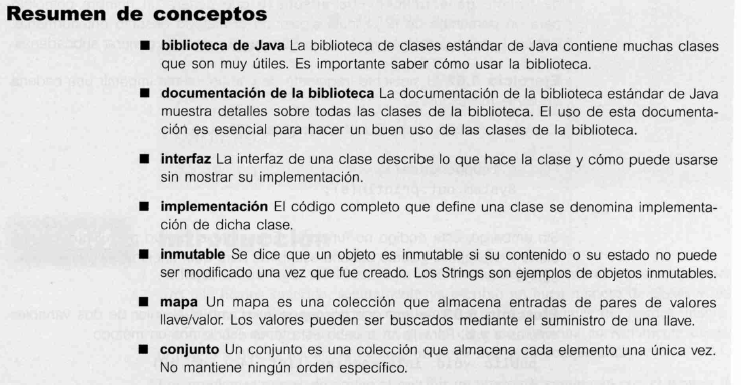 Resumen de conceptos
■ biblioteca de Java La biblioteca de clases estándar de Java contiene muchas clases
que son muy útiles. Es importante saber cómo usar la biblioteca.
■ documentación de la biblioteca La documentación de la biblioteca estándar de Java
muestra detalles sobre todas las clases de la biblioteca. El uso de esta documenta-
ción es esencial para hacer un buen uso de las clases de la biblioteca.
■ interfaz La interfaz de una clase describe lo que hace la clase y cómo puede usarse
sin mostrar su implementación.
■ implementación El código completo que define una clase se denomina implementa-
ción de dicha clase.
■ inmutable Se dice que un objeto es inmutable si su contenido o su estado no puede
ser modificado una vez que fue creado. Los Strings son ejemplos de objetos inmutables.
■ mapa Un mapa es una colección que almacena entradas de pares de valores
llave/valor. Los valores pueden ser buscados mediante el suministro de una llave.
■ conjunto Un conjunto es una colección que almacena cada elemento una única vez.
No mantiene ningún orden específico.